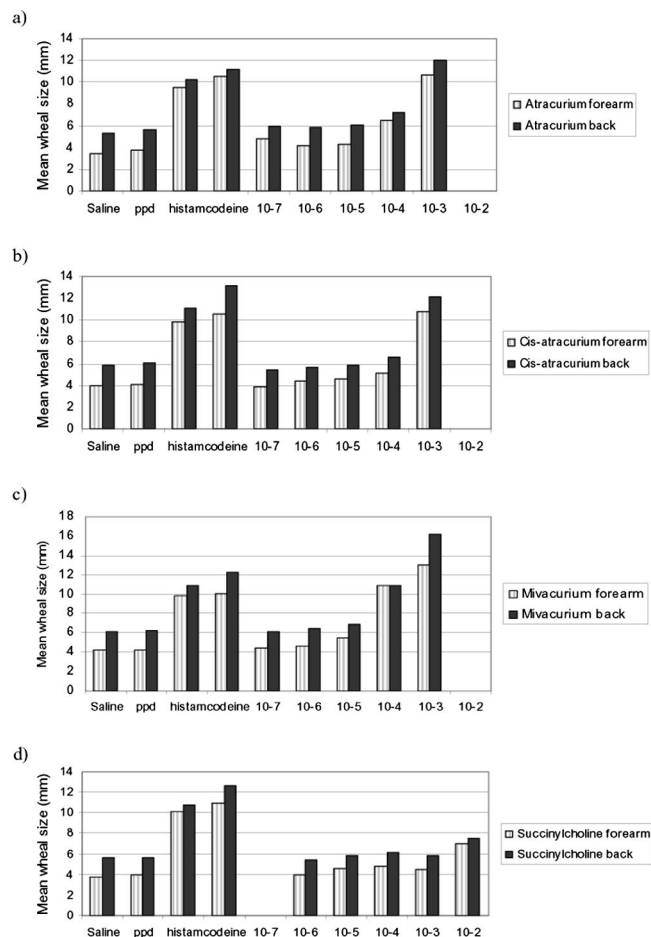 a)
Mean wheal size (mm)
14
12
10
8
6
4
2
0
Saline ppd histamcodeine 10-7 10-6 10-5 10-4 10-3 10-2
Atracurium forearm
Atracurium back
b)
Mean wheal size (mm)
14
12
10
8
6
4
2
0
Saline ppd histamcodeine 10-7 10-6 10-5 10-4 10-3 10-2
Cis-atracurium forearm
Cis-atracurium back
c)
Mean wheal size (mm)
18
16
14
12
10
8
6
4
2
0
Saline ppd histamcodeine 10-7 10-6 10-5 10-4 10-3 10-2
Mivacurium forearm
Mivacurium back
d)
Mean wheal size (mm)
14
12
10
8
6
4
2
0
Saline ppd histamcodeine 10-7 10-6 10-5 10-4 10-3 10-2
Succinylcholine forearm
Succinylcholine back